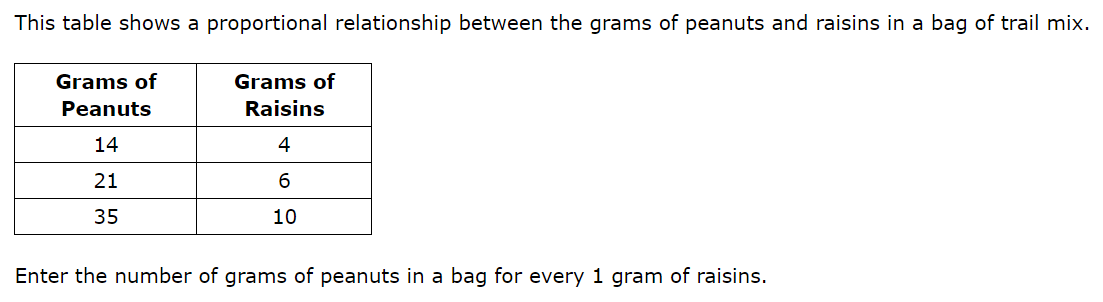 This table shows a proportional relationship between the grams of peanuts and raisins in a bag of trail mix.
Grams of Peanuts Grams of Raisins
14 4
21 6
35 10
Enter the number of grams of peanuts in a bag for every 1 gram of raisins.